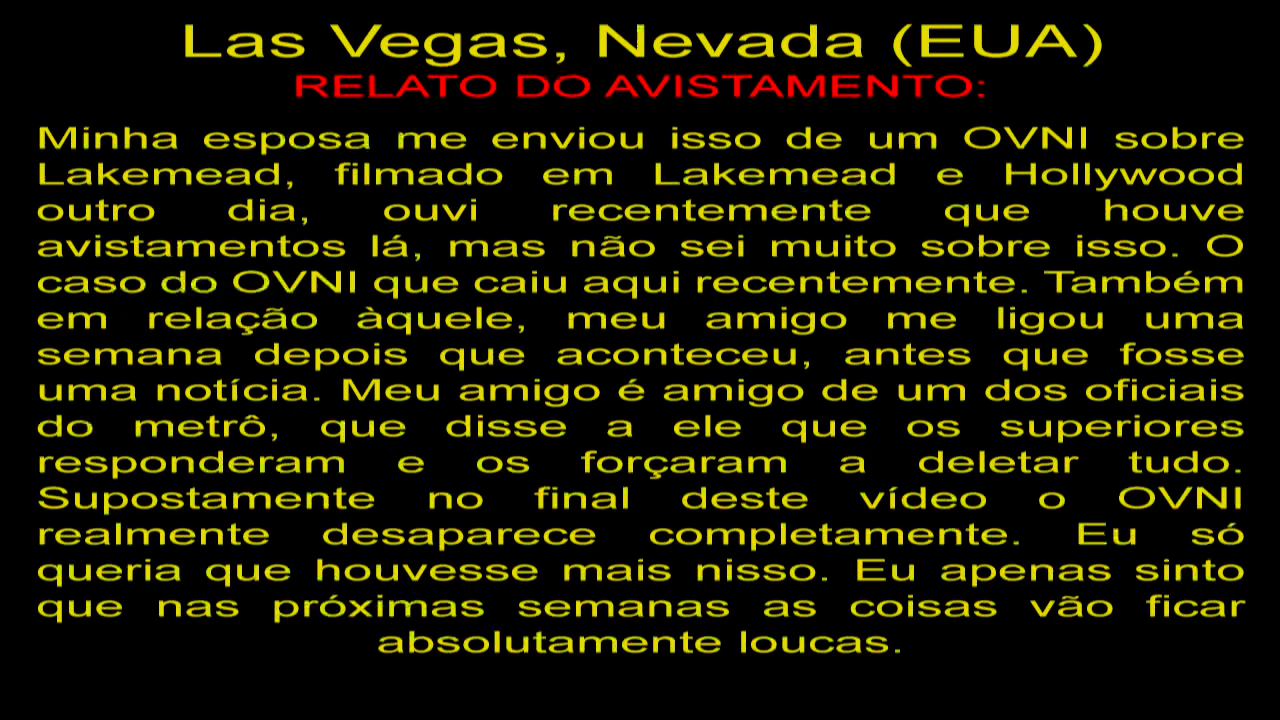 Las Vegas, Nevada (EUA)
RELATO DO AVISTAMENTO:
Minha esposa me enviou isso de um OVNI sobre
Lakemead, filmado em Lakemead e Hollywood
outro dia, ouvi recentemente que houve
avistamentos lá, mas não sei muito sobre isso. O
caso do OVNI que caiu aqui recentemente. Também
em relação àquele, meu amigo me ligou uma
semana depois que aconteceu, antes que fosse
uma notícia. Meu amigo é amigo de um dos oficiais
do metrô, que disse a ele que os superiores
responderam e os forçaram a deletar tudo.
Supostamente no final deste vídeo o OVNI
realmente desaparece completamente. Eu só
queria que houvesse mais nisso. Eu apenas sinto
que nas próximas semanas as coisas vão ficar
absolutamente loucas.